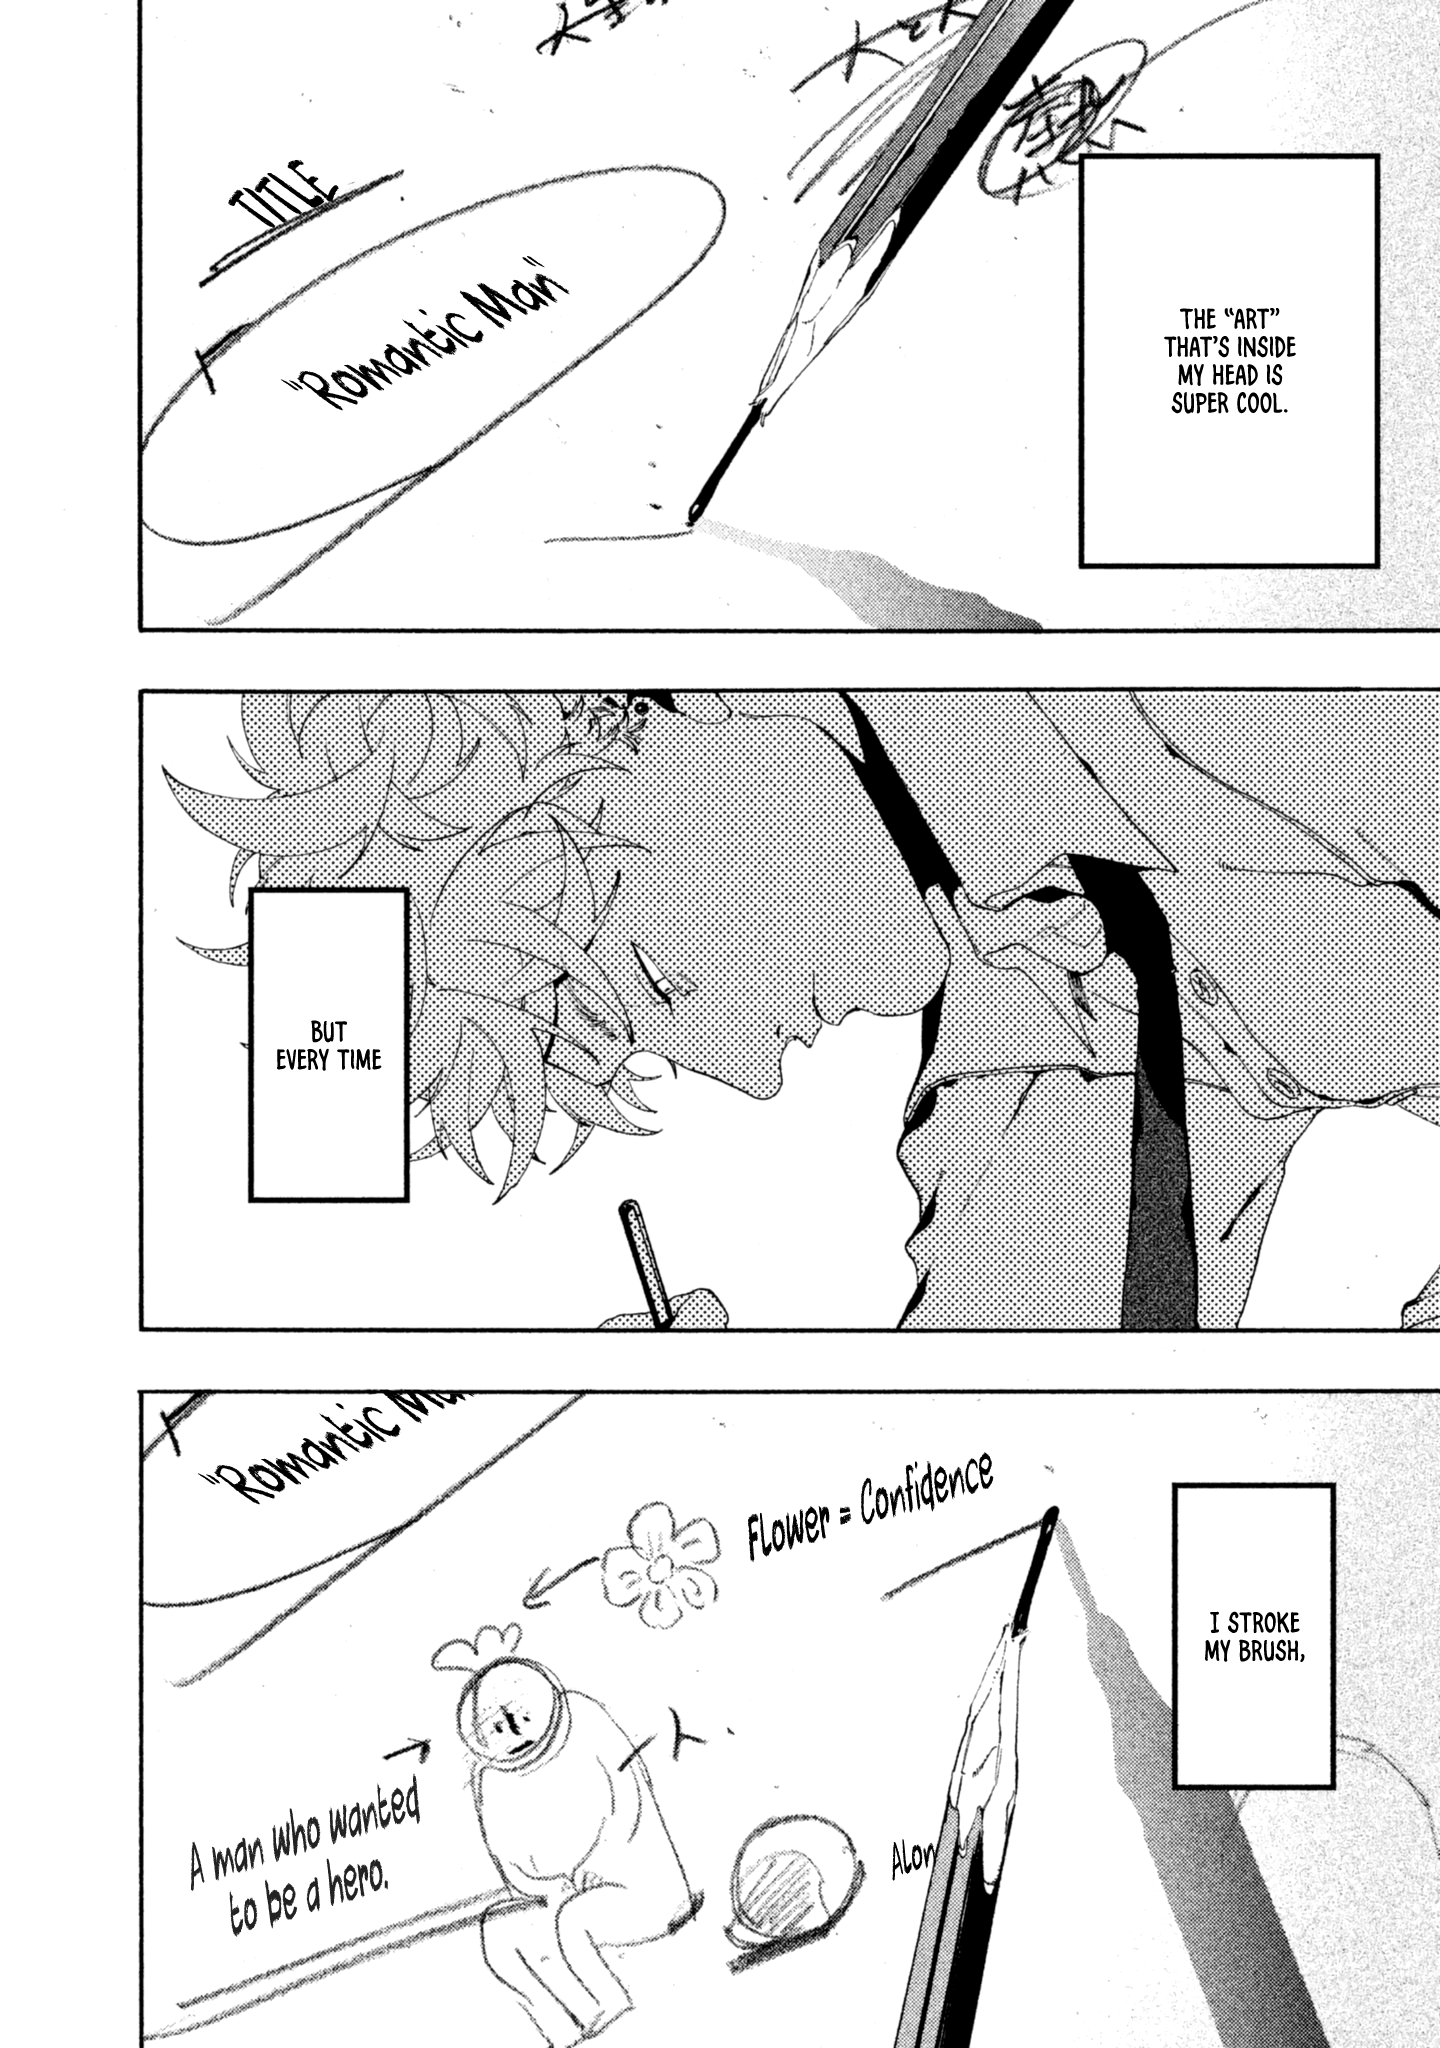 TITLE
"Romantic Man"
THE "ART"
THAT'S INSIDE
MY HEAD IS
SUPER COOL.
BUT
EVERY TIME
"Romantic
Flower = Confidence
I STROKE
MY BRUSH,
A man who wanted
to be a hero.
Alon